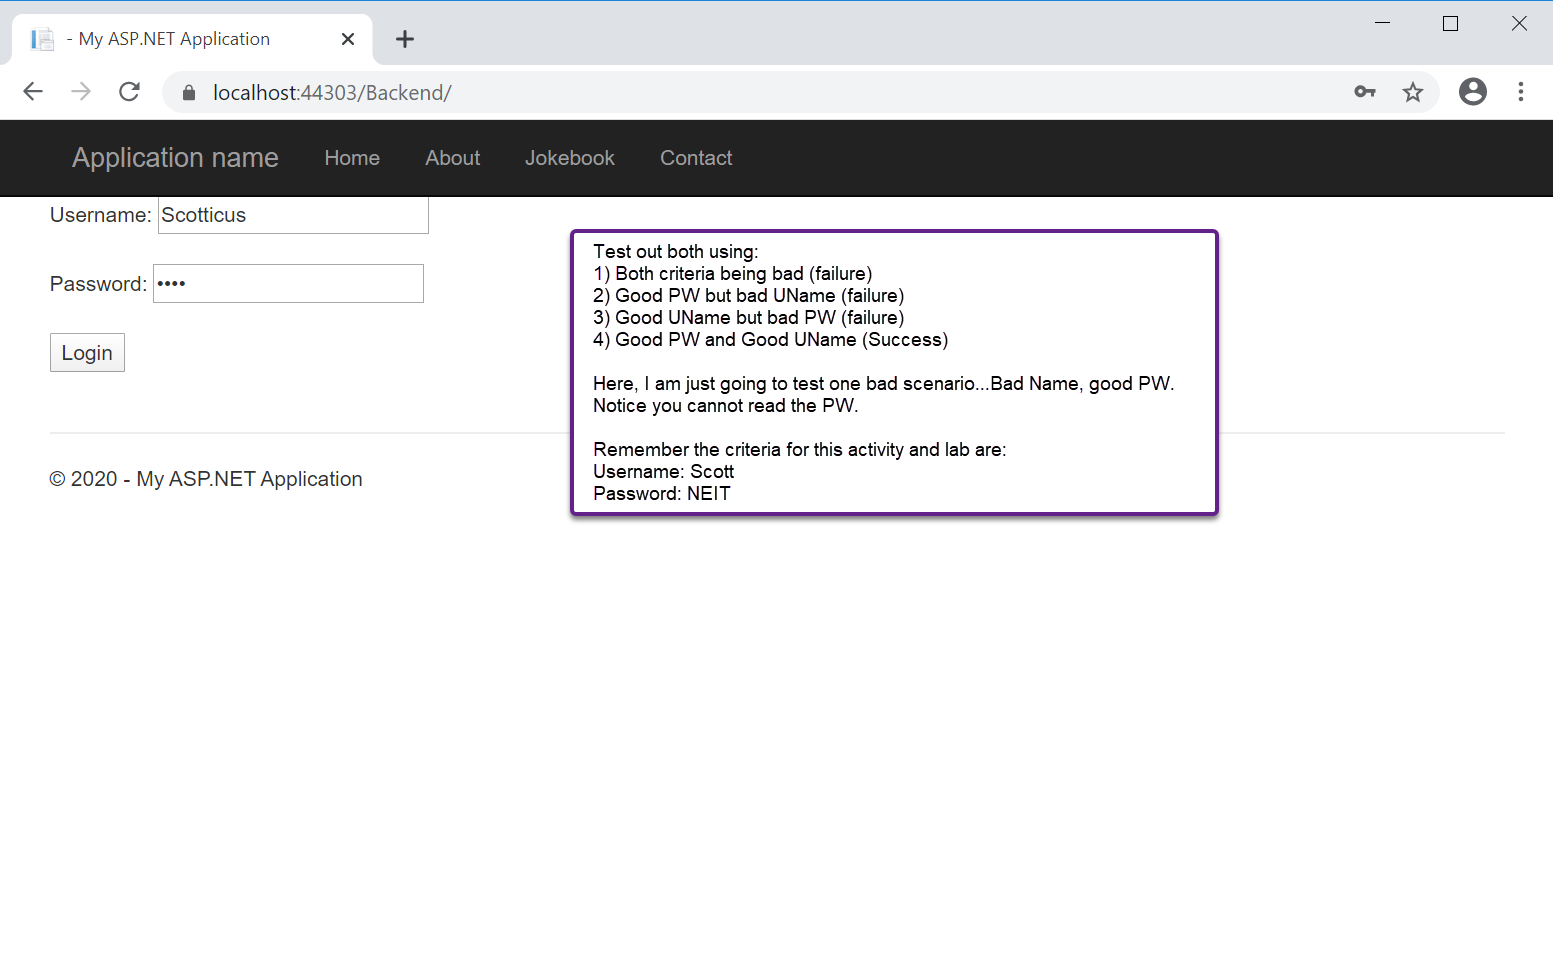 - My ASP.NET Application
localhost:44303/Backend/
Application name Home About Jokebook Contact
Username: Scotticus
Password: ••••
Login
Test out both using:
1) Both criteria being bad (failure)
2) Good PW but bad UName (failure)
3) Good UName but bad PW (failure)
4) Good PW and Good UName (Success)
Here, I am just going to test one bad scenario...Bad Name, good PW.
Notice you cannot read the PW.
Remember the criteria for this activity and lab are:
Username: Scott
Password: NEIT
© 2020 - My ASP.NET Application